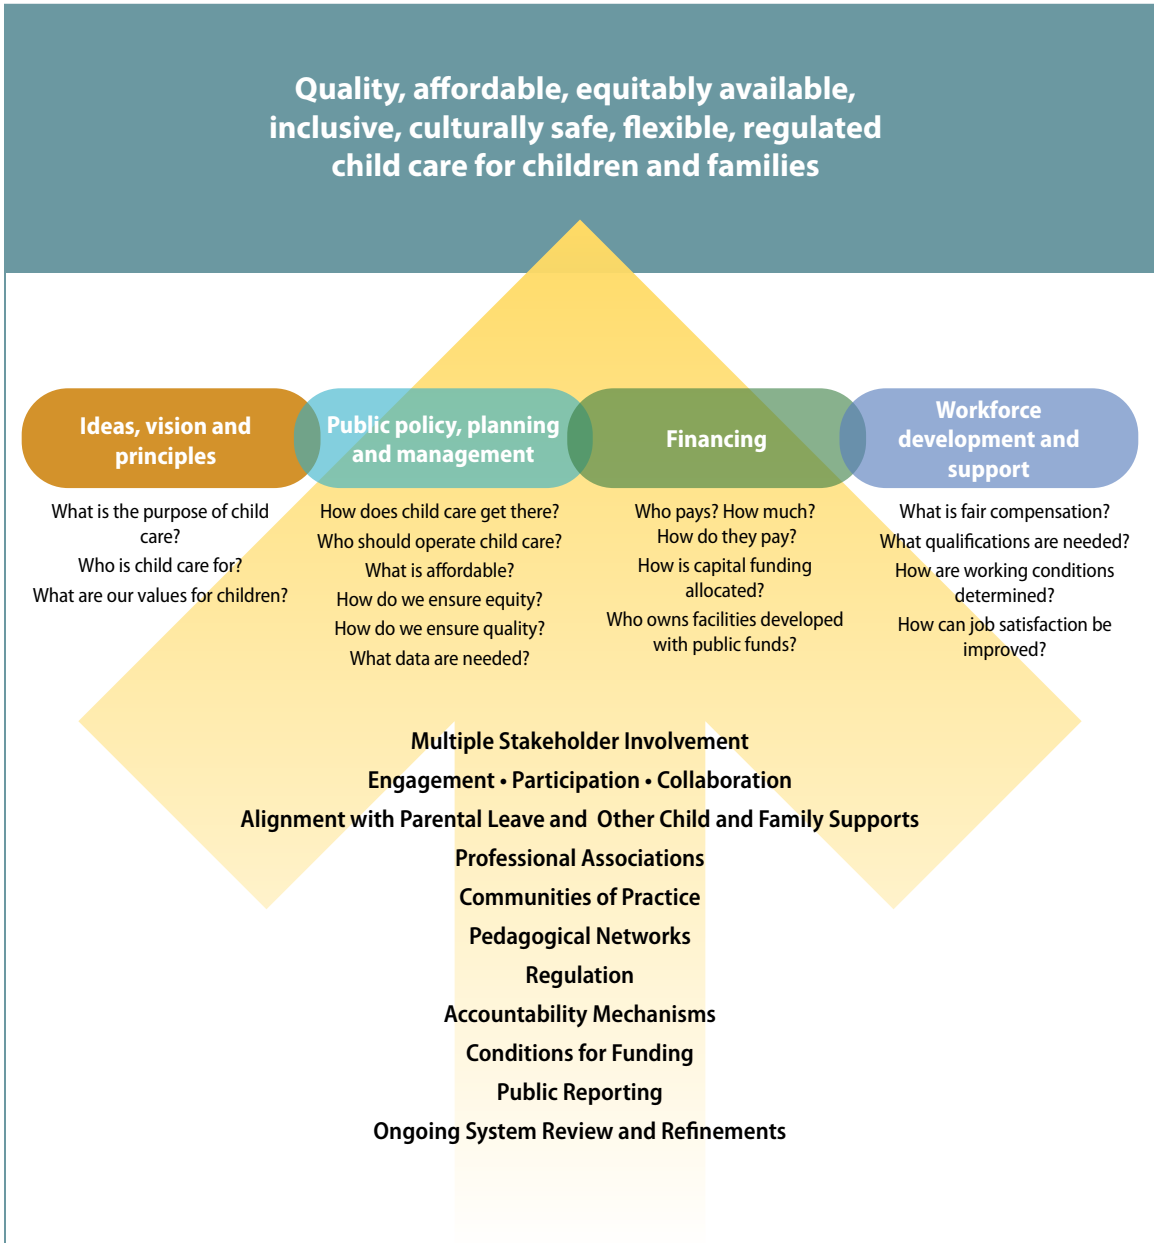 Quality, affordable, equitably available,
inclusive, culturally safe, flexible, regulated
child care for children and families
Ideas, vision and
principles
What is the purpose of child
care?
Who is child care for?
What are our values for children?
Public policy, planning
and management
How does child care get there?
Who should operate child care?
What is affordable?
How do we ensure equity?
How do we ensure quality?
What data are needed?
Financing
Who pays? How much?
How do they pay?
How is capital funding
allocated?
Who owns facilities developed
with public funds?
Workforce
development and
support
What is fair compensation?
What qualifications are needed?
How are working conditions
determined?
How can job satisfaction be
improved?
Multiple Stakeholder Involvement
Engagement • Participation • Collaboration
Alignment with Parental Leave and Other Child and Family Supports
Professional Associations
Communities of Practice
Pedagogical Networks
Regulation
Accountability Mechanisms
Conditions for Funding
Public Reporting
Ongoing System Review and Refinements